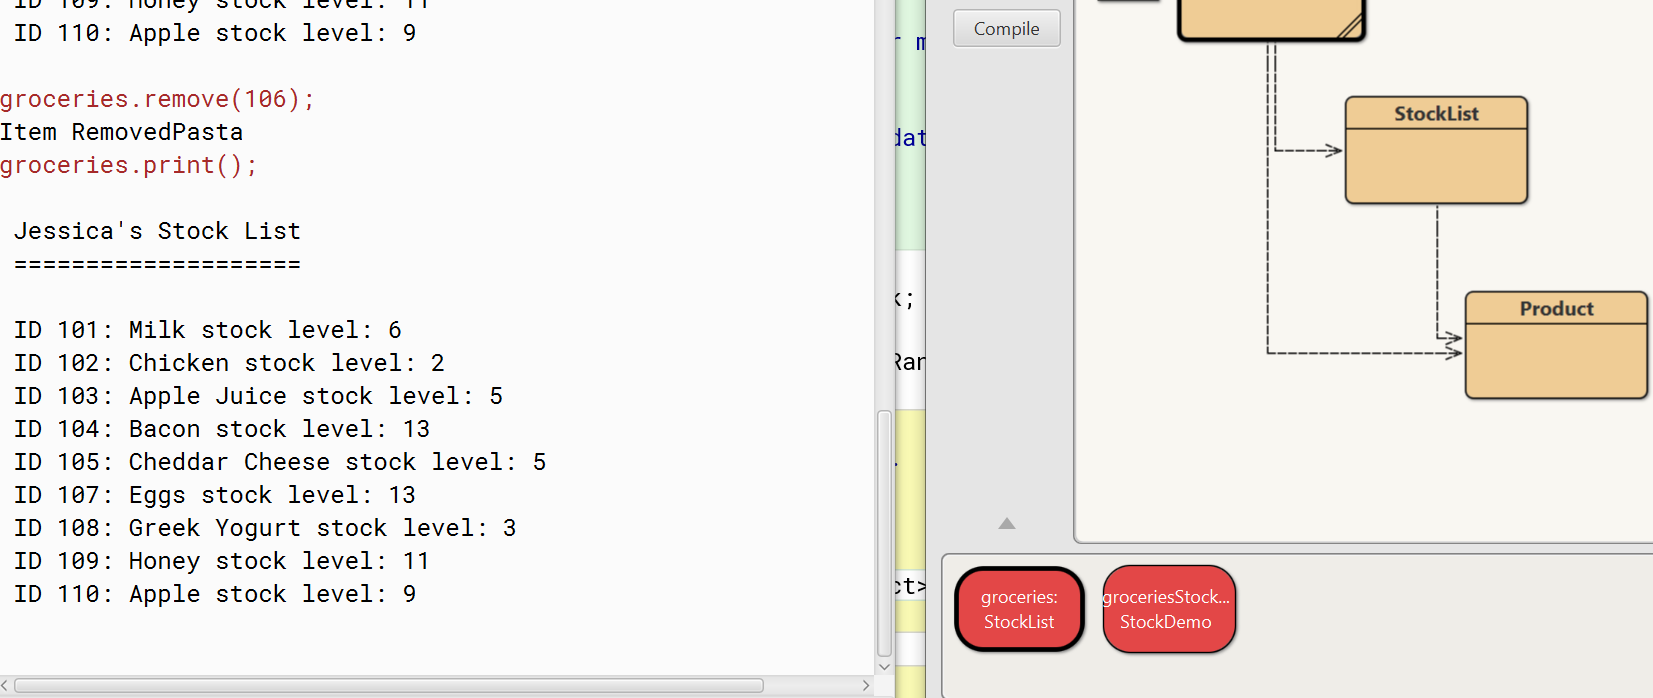 ID 109: Honey stock level: 11
ID 110: Apple stock level: 9
groceries.remove(106);
Item RemovedPasta
groceries.print();
Jessica's Stock List
====================
ID 101: Milk stock level: 6
ID 102: Chicken stock level: 2
ID 103: Apple Juice stock level: 5
ID 104: Bacon stock level: 13
ID 105: Cheddar Cheese stock level: 5
ID 107: Eggs stock level: 13
ID 108: Greek Yogurt stock level: 3
ID 109: Honey stock level: 11
ID 110: Apple stock level: 9
r m
dat
k;
Ran
ct>
Compile
StockList
Product
groceries:
StockList
groceriesStock...
StockDemo